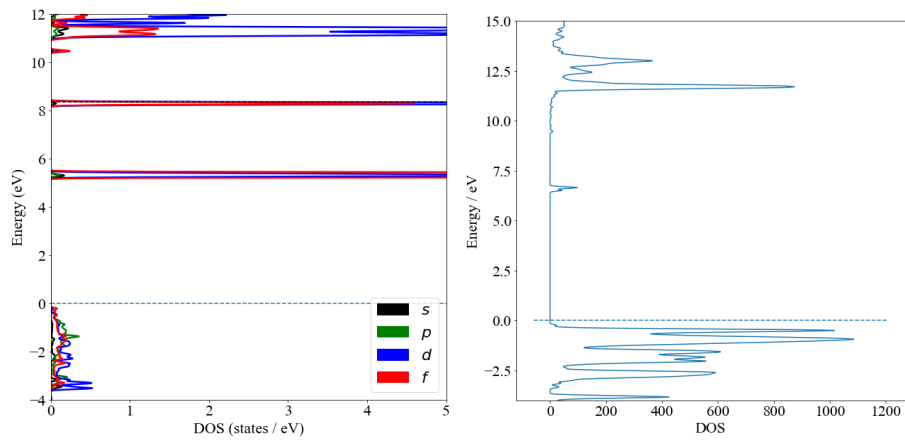 12
10
8
6
4
2
0
−2
−4
Energy (eV)
0 1 2 3 4 5
DOS (states / eV)
s
p
d
f
15.0
12.5
10.0
7.5
5.0
2.5
0.0
−2.5
Energy / eV
0 200 400 600 800 1000 1200
DOS